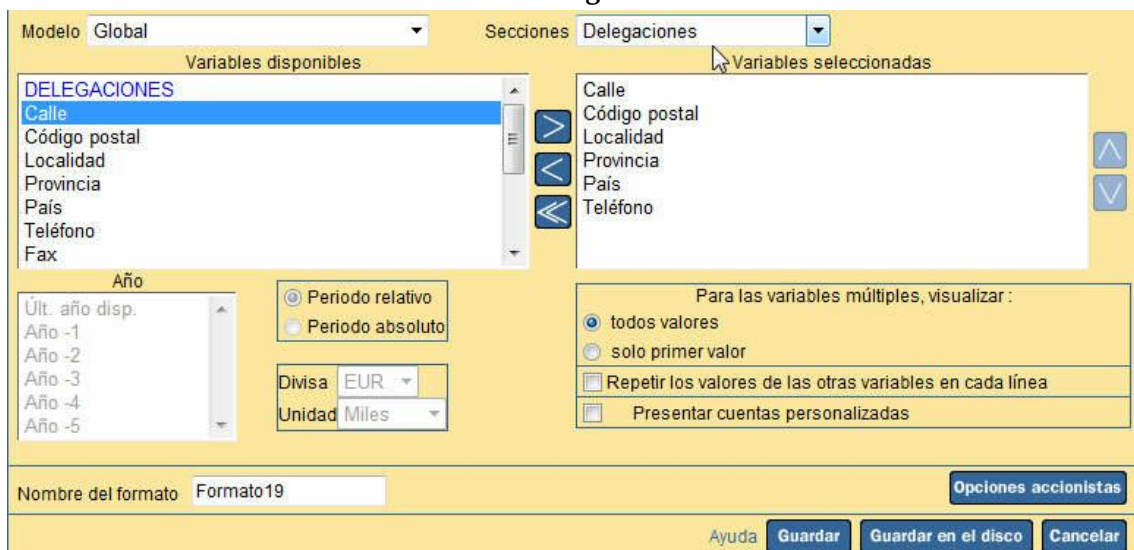 Modelo Global Secciones Delegaciones
Variables disponibles
DELEGACIONES
Calle
Código postal
Localidad
Provincia
País
Teléfono
Fax
Variables seleccionadas
Calle
Código postal
Localidad
Provincia
País
Teléfono
Año
Últ. año disp.
Año -1
Año -2
Año -3
Año -4
Año -5
Periodo relativo
Periodo absoluto
Divisa EUR
Unidad Miles
Para las variables múltiples, visualizar :
todos valores
solo primer valor
Repetir los valores de las otras variables en cada línea
Presentar cuentas personalizadas
Nombre del formato Formato19
Opciones accionistas
Ayuda Guardar Guardar en el disco Cancelar